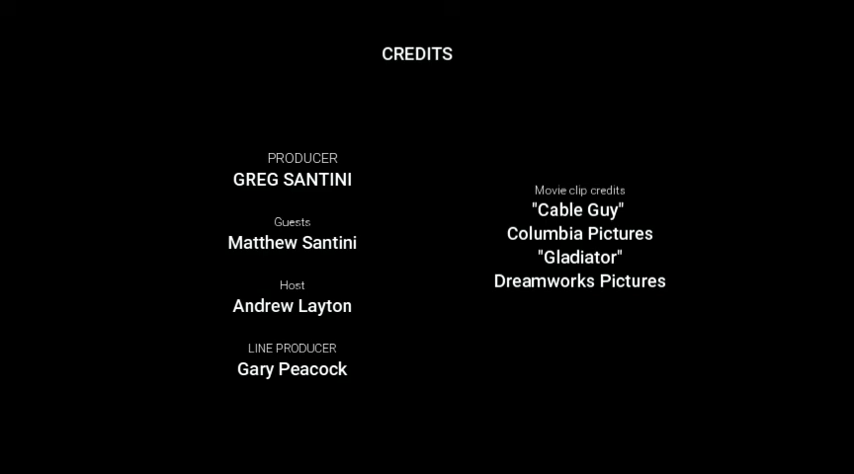 CREDITS
PRODUCER
GREG SANTINI
Guests
Matthew Santini
Host
Andrew Layton
LINE PRODUCER
Gary Peacock
Movie clip credits
"Cable Guy"
Columbia Pictures
"Gladiator"
Dreamworks Pictures